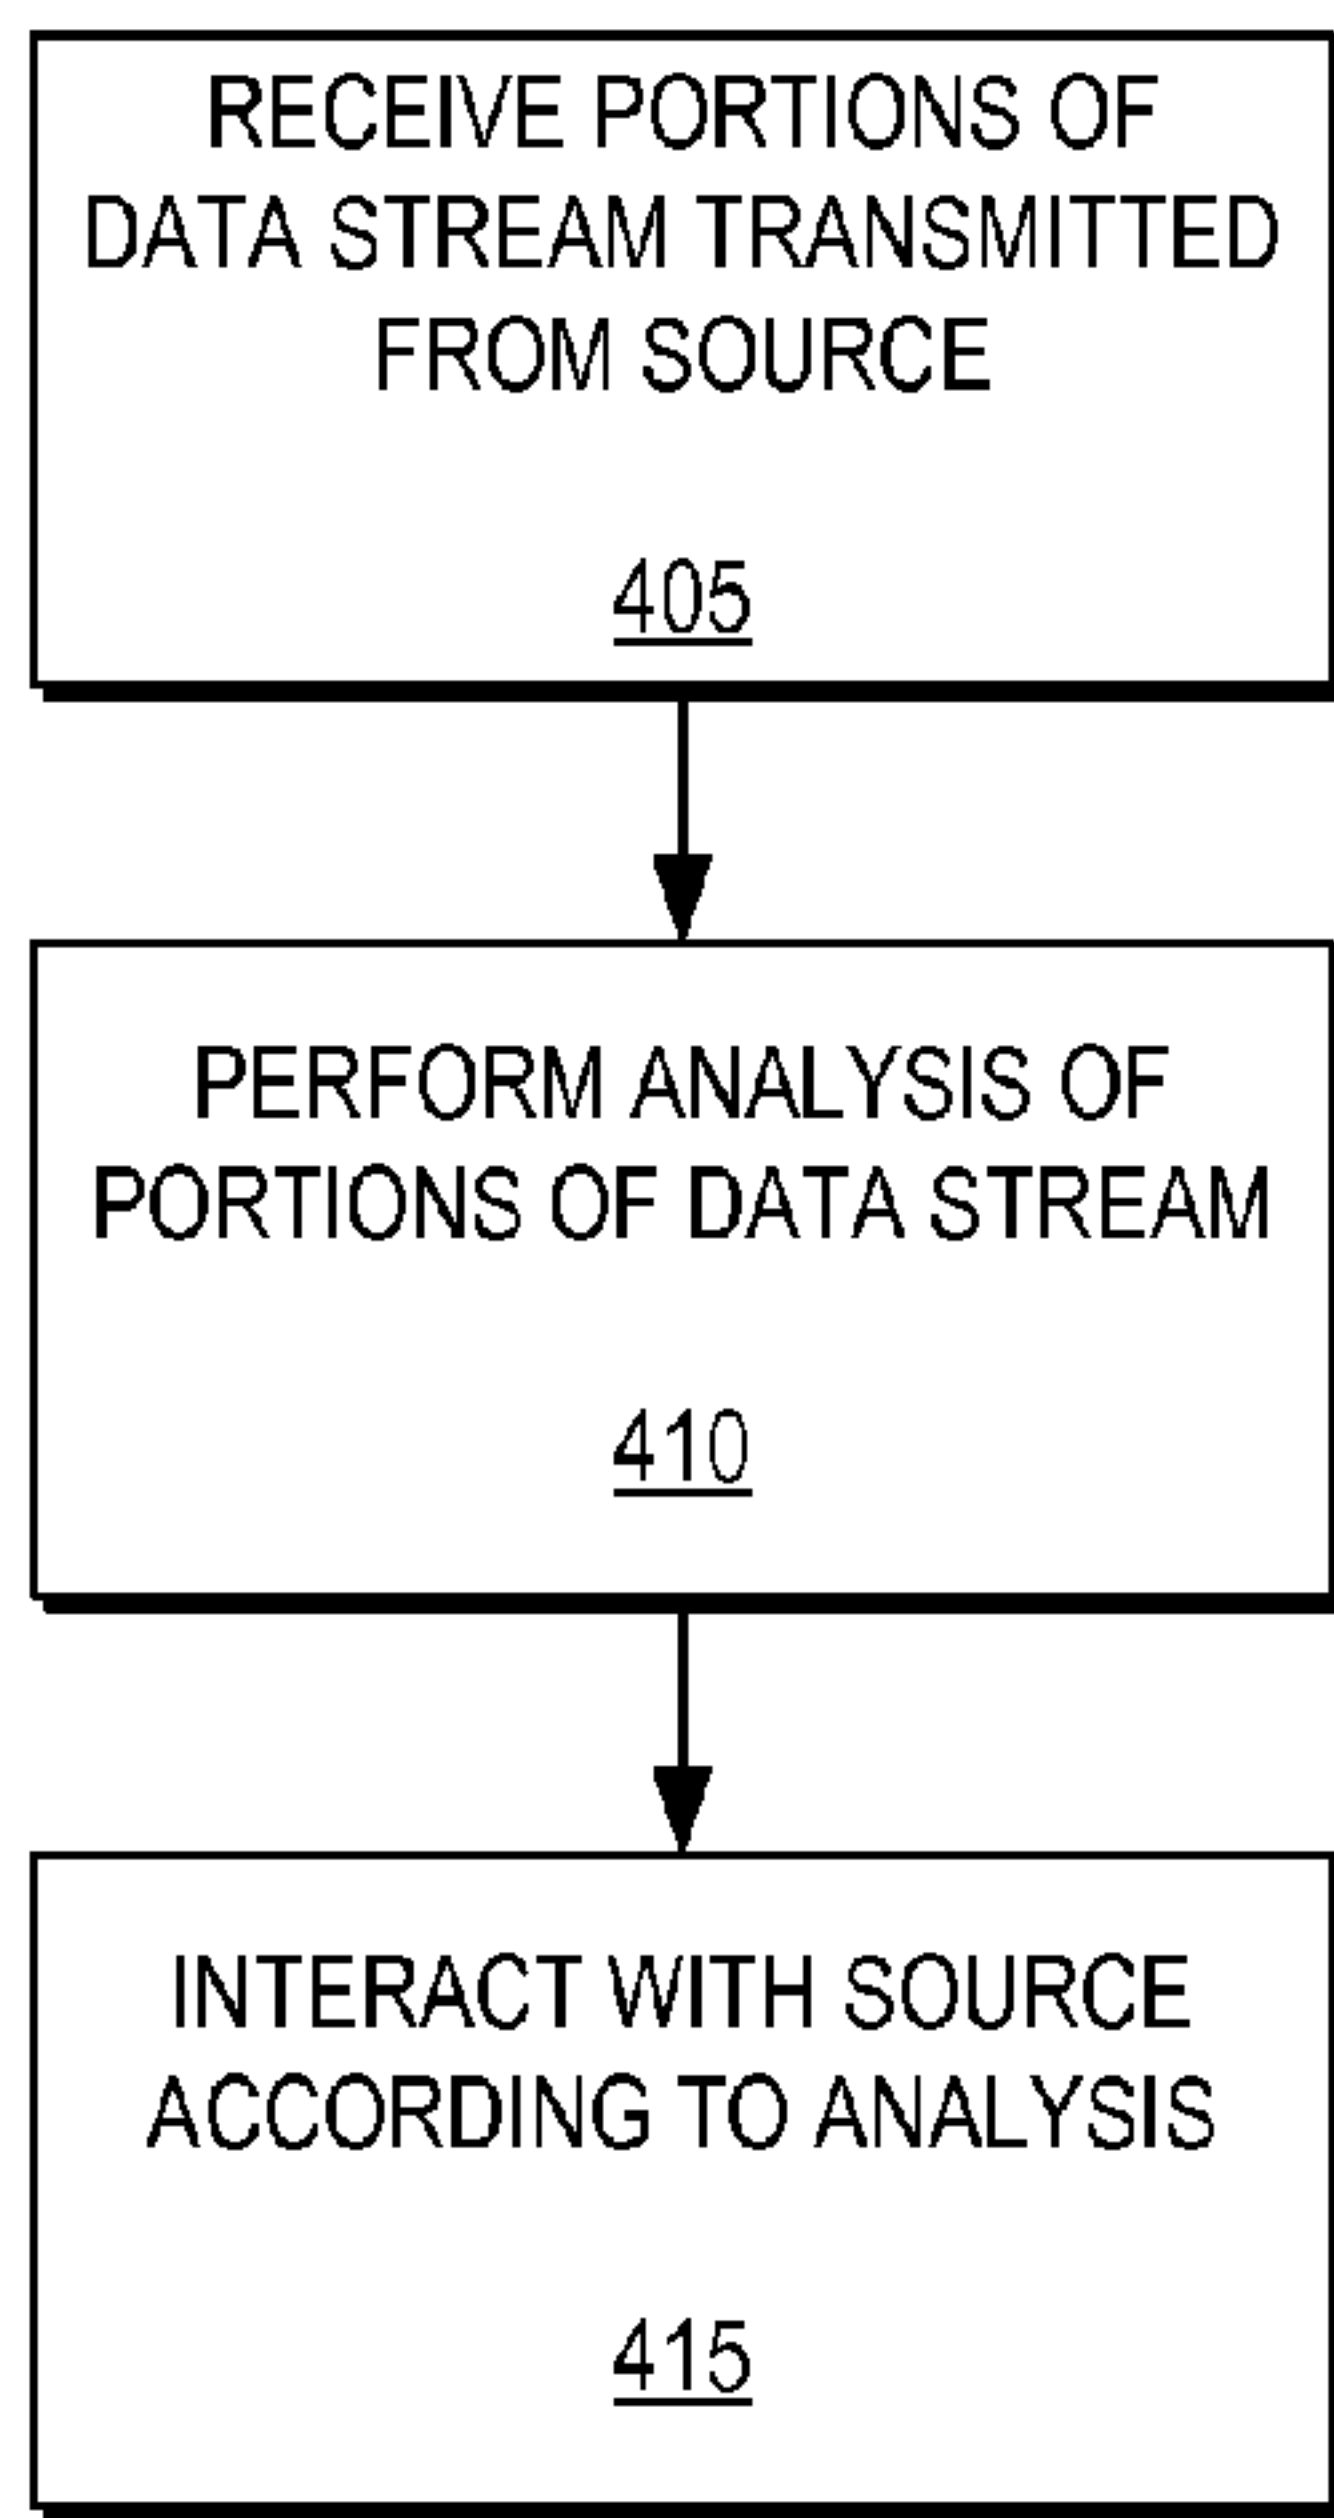 RECEIVE PORTIONS OF
DATA STREAM TRANSMITTED
FROM SOURCE
405
PERFORM ANALYSIS OF
PORTIONS OF DATA STREAM
410
INTERACT WITH SOURCE
ACCORDING TO ANALYSIS
415